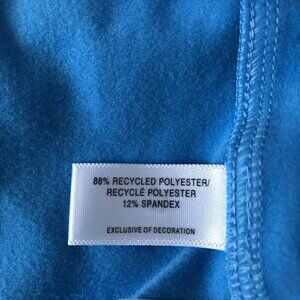 88% RECYCLED POLYESTER/
RECYCLÉ POLYESTER
12% SPANDEX
EXCLUSIVE OF DECORATION